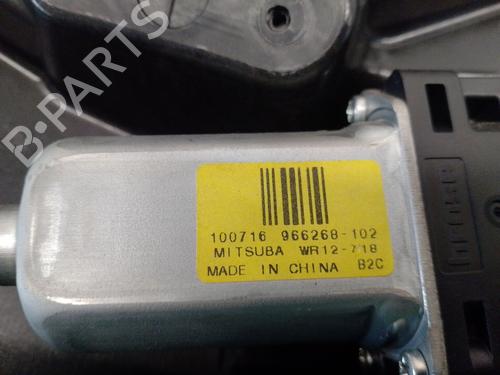 B-PARTS
100716 966268-102
MITSUBA WR12-718
MADE IN CHINA B2C